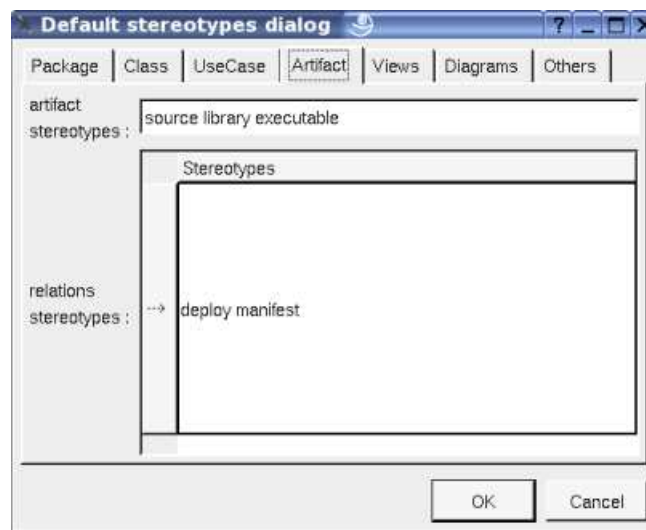 Default stereotypes dialog
Package Class UseCase Artifact Views Diagrams Others
artifact
stereotypes :
source library executable
Stereotypes
relations
stereotypes :
deploy manifest
OK Cancel